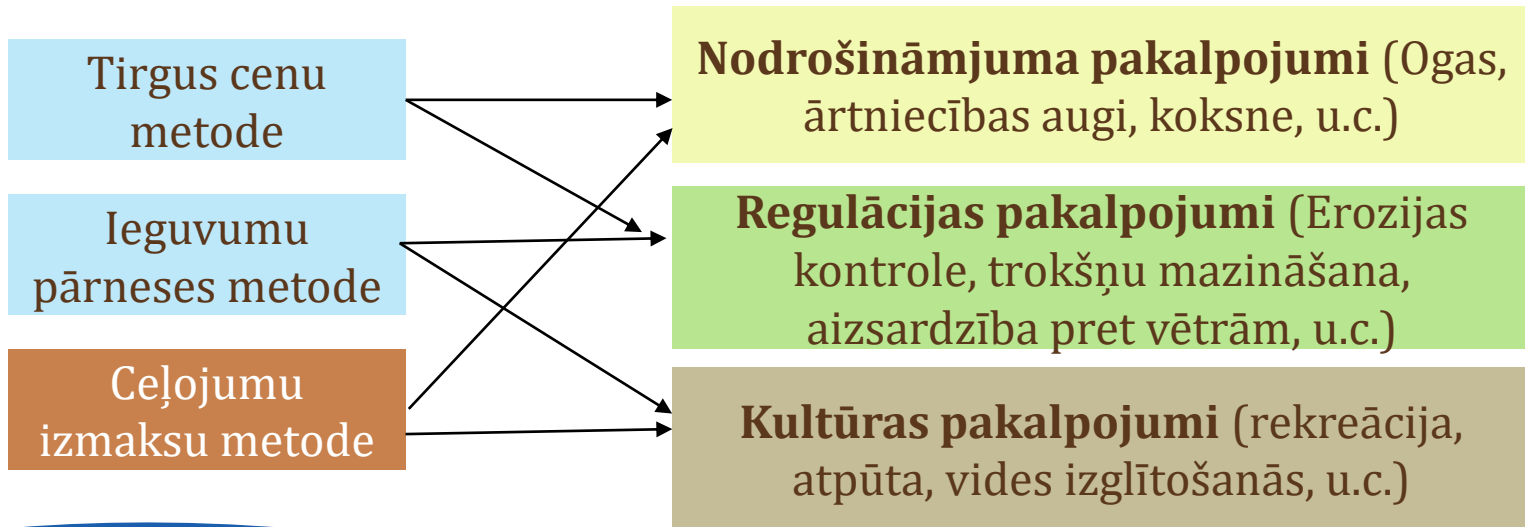 Tirgus cenu
metode
Ieguvumu
pārneses metode
Ceļojumu
izmaksu metode
Nodrošināmjuma pakalpojumi (Ogas,
ārtniecības augi, koksne, u.c.)
Regulācijas pakalpojumi (Erozijas
kontrole, trokšņu mazināšana,
aizsardzība pret vētrām, u.c.)
Kultūras pakalpojumi (rekreācija,
atpūta, vides izglītošanās, u.c.)